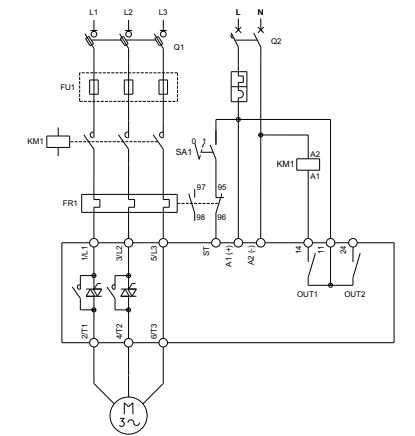 L1 L2 L3 L N
Q1 Q2
FU1
KM1
0 1
SA1
A2
KM1
A1
97 95
FR1
98 96
1/L1 3/L2 5/L3 ST A1 (+) A2 (-) 14 11 24
OUT1 OUT2
2/T1 4/T2 6/T3
M
3~